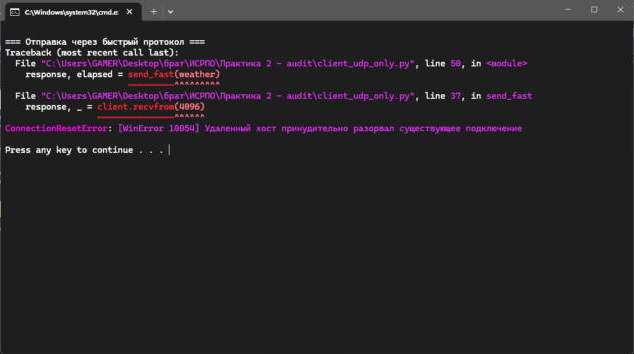 C:\Windows\system32\cmd.e
=== Отправка через быстрый протокол ===
Traceback (most recent call last):
File "C:\Users\GAMER\Desktop\брат\ИСРПО\Практика 2 - audit\client_udp_only.py", line 50, in <module>
response, elapsed = send_fast(weather)
~~~~~~~~~^^^^^^^^^
File "C:\Users\GAMER\Desktop\брат\ИСРПО\Практика 2 - audit\client_udp_only.py", line 37, in send_fast
response, _ = client.recvfrom(4096)
~~~~~~~~~~~~~~~^^^^^^
ConnectionResetError: [WinError 10054] Удаленный хост принудительно разорвал существующее подключение
Press any key to continue . . .